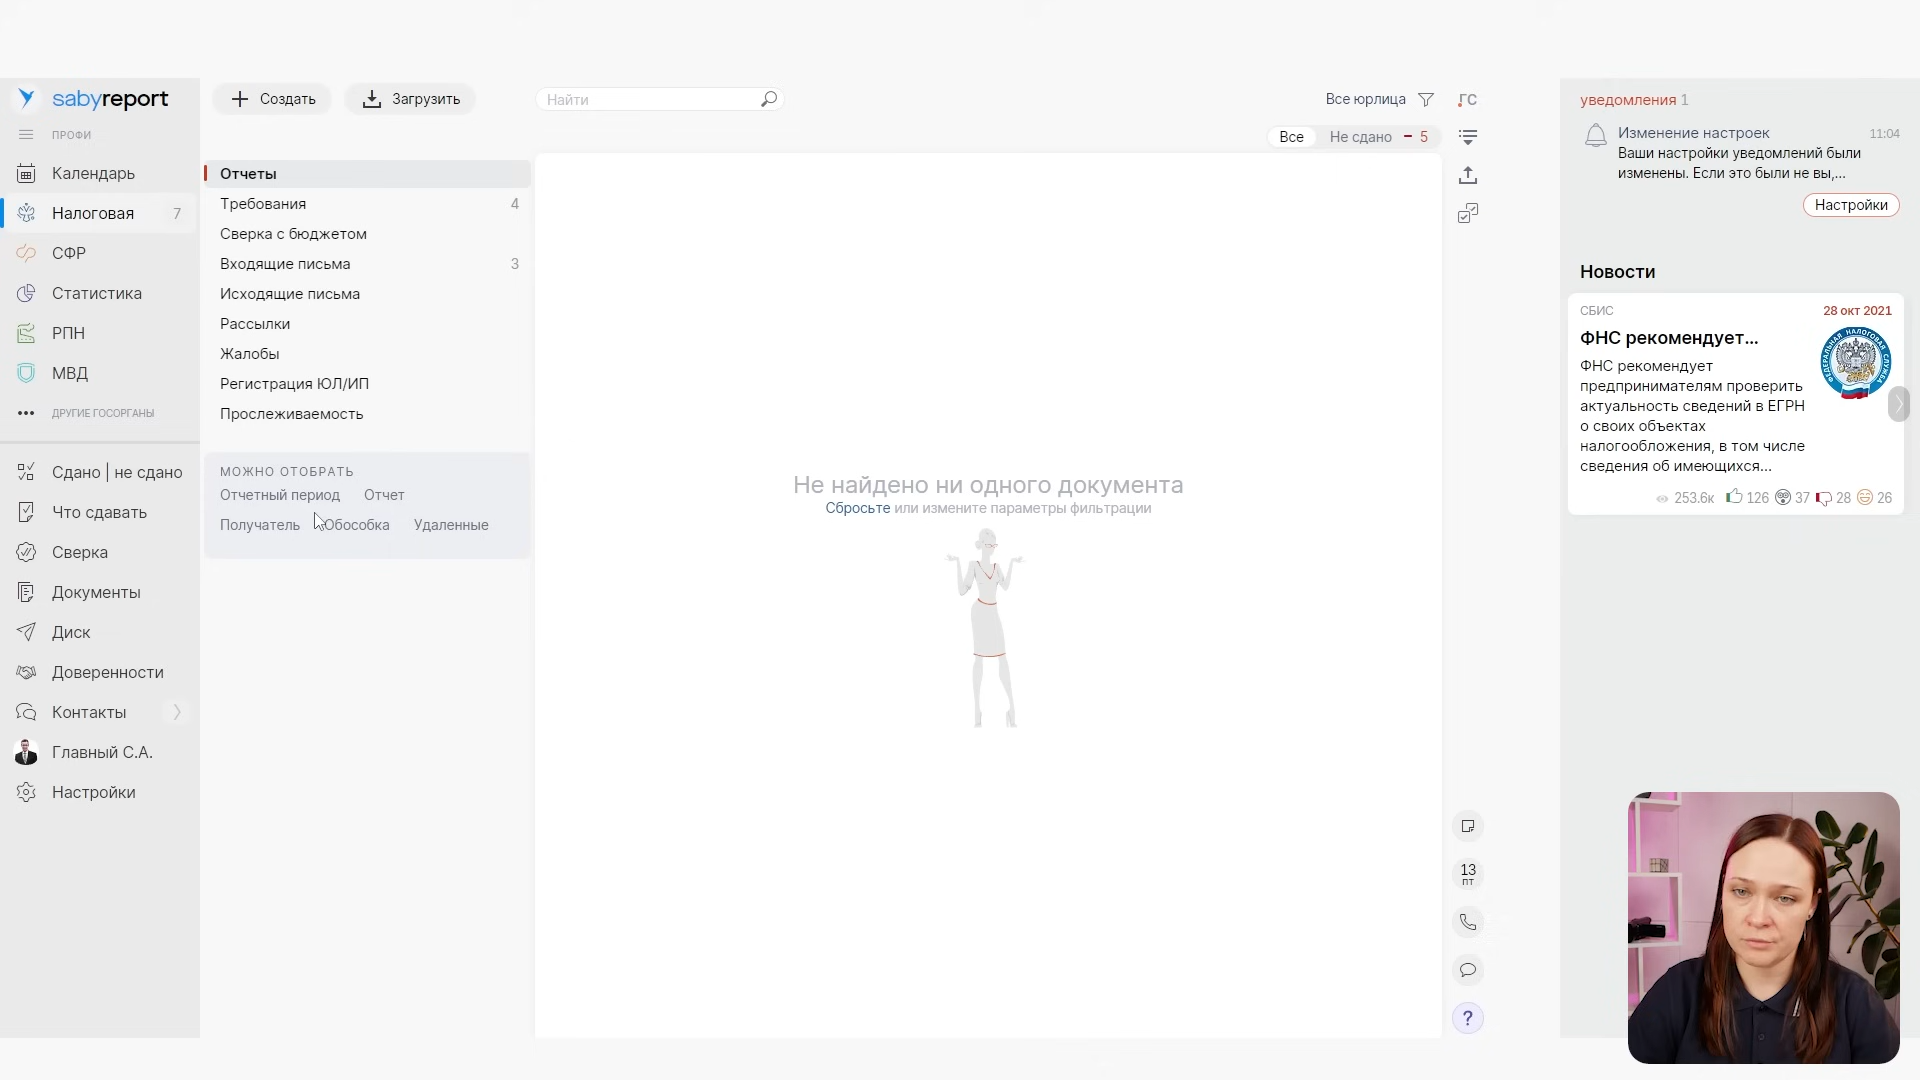 sabyreport
ПРОФИ
Календарь
Налоговая 7
СФР
Статистика
РПН
МВД
ДРУГИЕ ГОСОРГАНЫ
Сдано | не сдано
Что сдавать
Сверка
Документы
Диск
Доверенности
Контакты
Главный С.А.
Настройки
Создать
Загрузить
Отчеты
Требования 4
Сверка с бюджетом
Входящие письма 3
Исходящие письма
Рассылки
Жалобы
Регистрация ЮЛ/ИП
Прослеживаемость
МОЖНО ОТОБРАТЬ
Отчетный период Отчет
Получатель Обособка Удаленные
Найти
Все юрлица
Все Не сдано - 5
Не найдено ни одного документа
Сбросьте или измените параметры фильтрации
ГС
13
ПТ
?
уведомления 1
Изменение настроек 11:04
Ваши настройки уведомлений были
изменены. Если это были не вы,...
Настройки
Новости
СБИС 28 окт 2021
ФНС рекомендует...
ФНС рекомендует
предпринимателям проверить
актуальность сведений в ЕГРН
о своих объектах
налогообложения, в том числе
сведения об имеющихся...
ФЕДЕРАЛЬНАЯ НАЛОГОВАЯ СЛУЖБА
253.6к 126 37 28 26